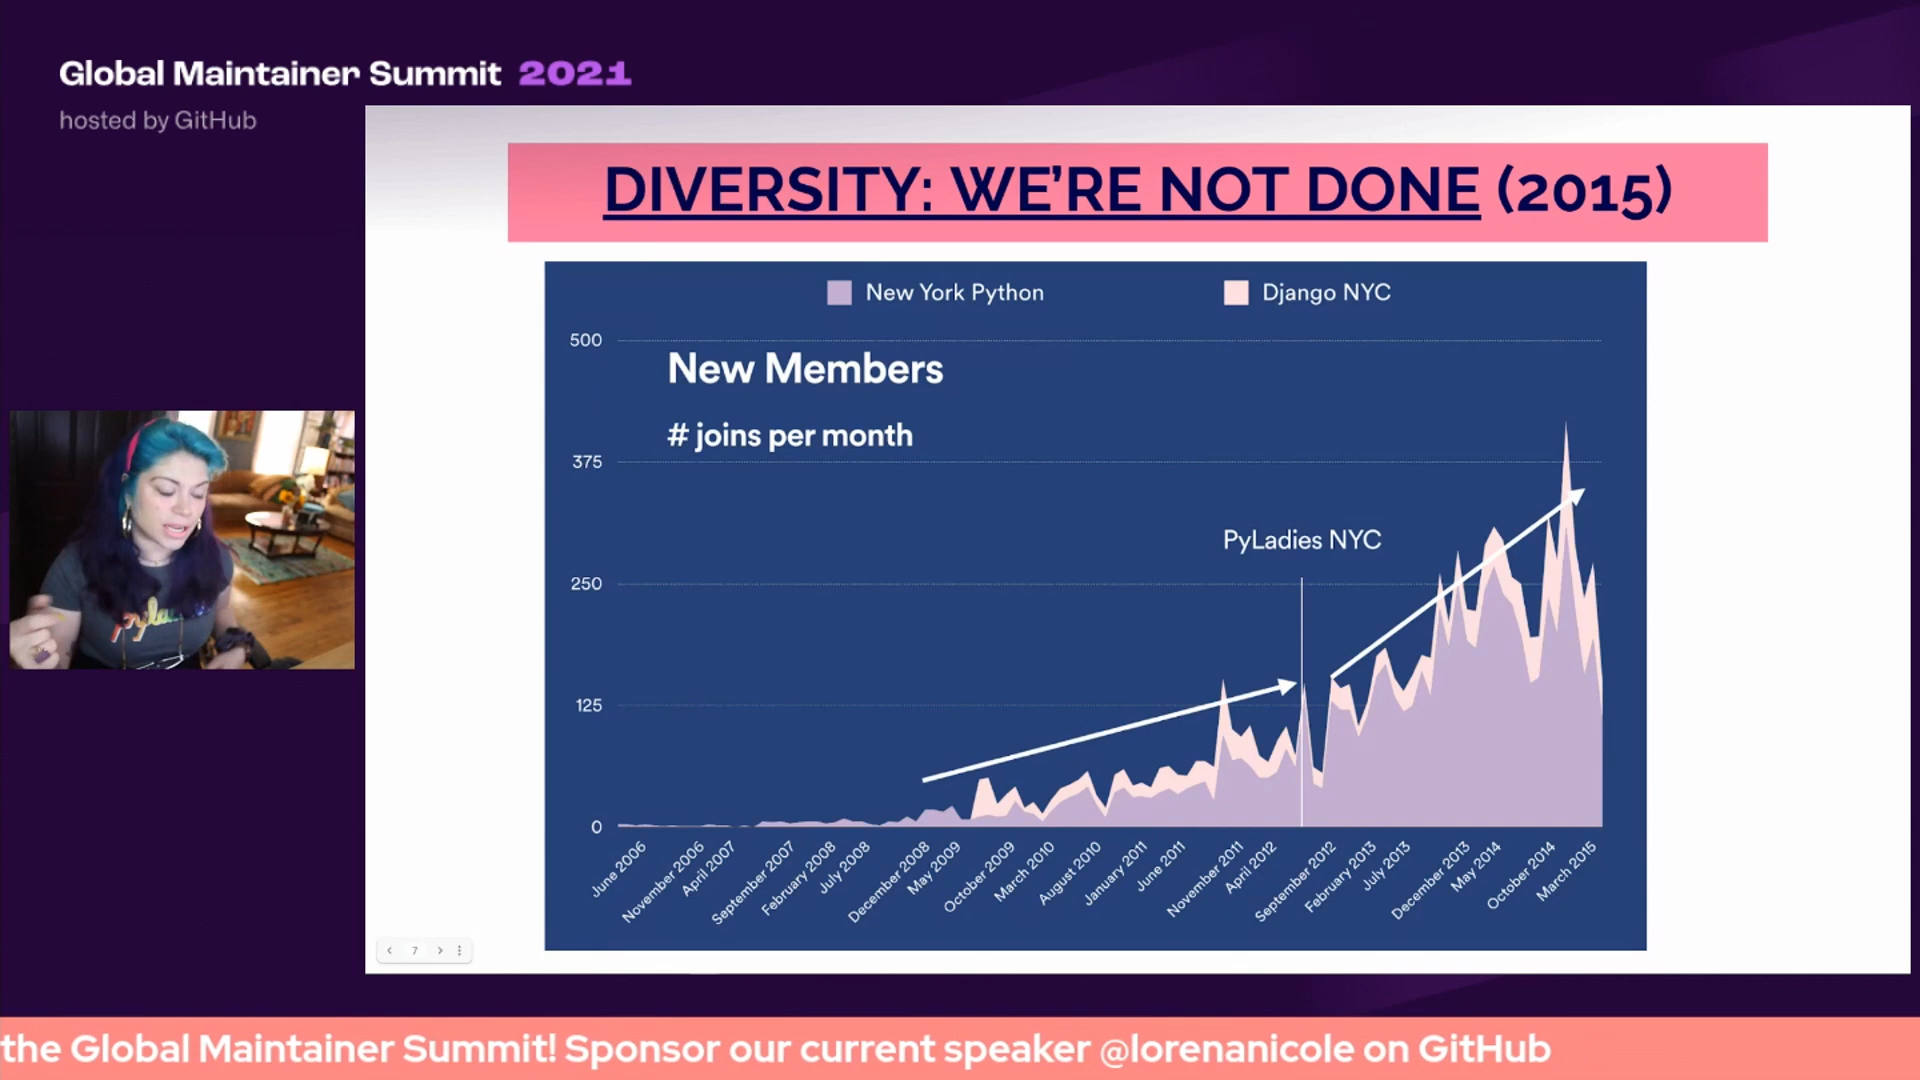 Global Maintainer Summit 2021
hosted by GitHub
DIVERSITY: WE'RE NOT DONE (2015)
New York Python
Django NYC
500
New Members
# joins per month
375
PyLadies NYC
250
125
0
June 2006
November 2006
April 2007
September 2007
February 2008
July 2008
December 2008
May 2009
October 2009
March 2010
August 2010
January 2011
June 2011
November 2011
April 2012
September 2012
February 2013
July 2013
December 2013
May 2014
October 2014
March 2015
7
the Global Maintainer Summit! Sponsor our current speaker @lorenanicole on GitHub